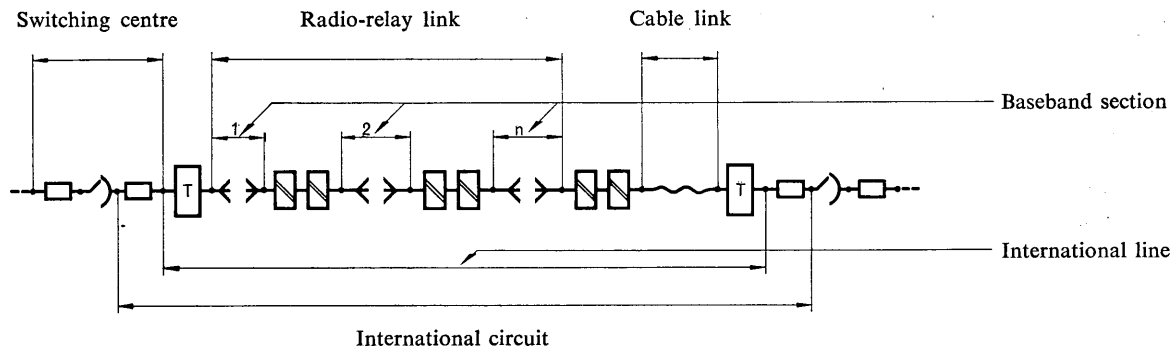 Switching centre
Radio-relay link
Cable link
Baseband section
1
2
n
T
T
International line
International circuit